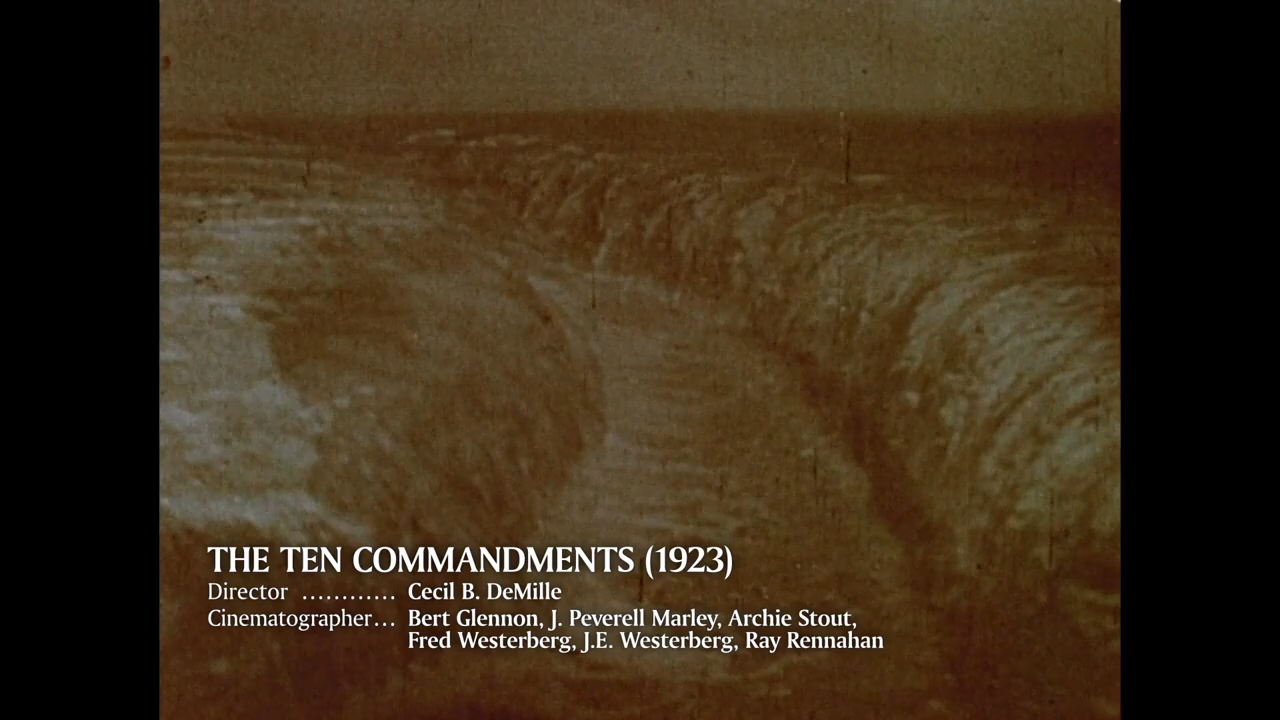 THE TEN COMMANDMENTS (1923)
Director ............ Cecil B. DeMille
Cinematographer... Bert Glennon, J. Peverell Marley, Archie Stout,
Fred Westerberg, J.E. Westerberg, Ray Rennahan